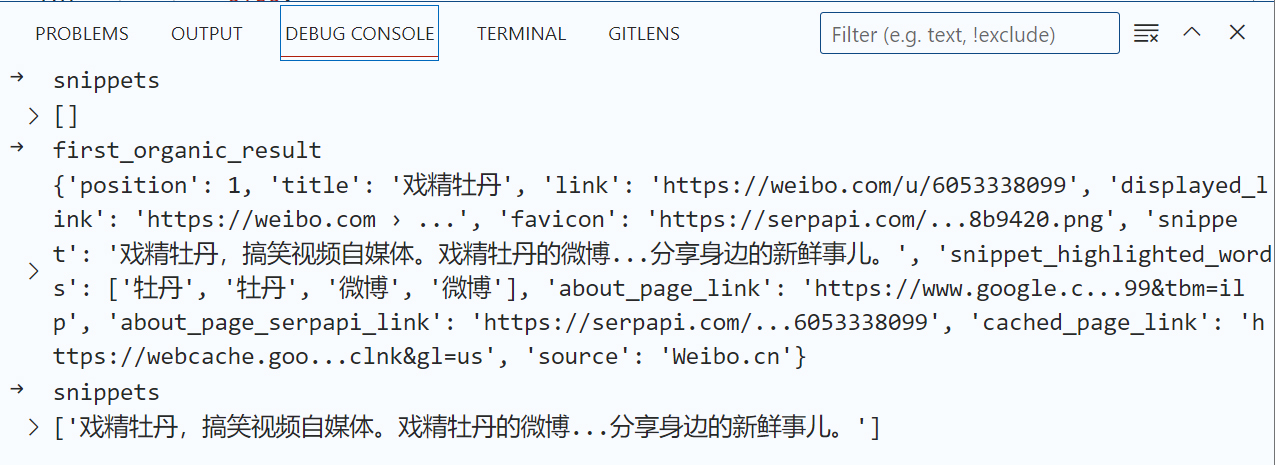 PROBLEMS OUTPUT DEBUG CONSOLE TERMINAL GITLENS Filter (e.g. text, !exclude)
snippets
[]
first_organic_result
{'position': 1, 'title': '戏精牡丹', 'link': 'https://weibo.com/u/6053338099', 'displayed_l
ink': 'https://weibo.com › ...', 'favicon': 'https://serpapi.com/...8b9420.png', 'snippe
t': '戏精牡丹，搞笑视频自媒体。戏精牡丹的微博...分享身边的新鲜事儿。', 'snippet_highlighted_word
s': ['牡丹', '牡丹', '微博', '微博'], 'about_page_link': 'https://www.google.c...99&tbm=il
p', 'about_page_serpapi_link': 'https://serpapi.com/...6053338099', 'cached_page_link': 'h
ttps://webcache.goo...clnk&gl=us', 'source': 'Weibo.cn'}
snippets
['戏精牡丹，搞笑视频自媒体。戏精牡丹的微博...分享身边的新鲜事儿。']